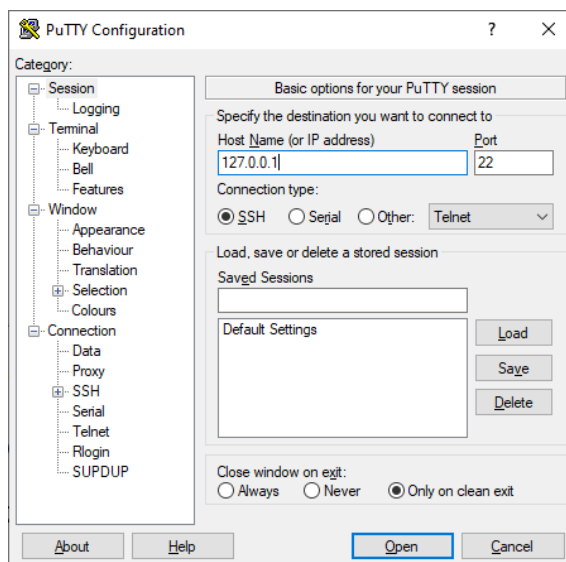 PuTTY Configuration ? ×
Category:
Session
Logging
Terminal
Keyboard
Bell
Features
Window
Appearance
Behaviour
Translation
Selection
Colours
Connection
Data
Proxy
SSH
Serial
Telnet
Rlogin
SUPDUP
Basic options for your PuTTY session
Specify the destination you want to connect to
Host Name (or IP address) Port
127.0.0.1 22
Connection type:
SSH Serial Other: Telnet
Load, save or delete a stored session
Saved Sessions
Default Settings
Load
Save
Delete
Close window on exit:
Always Never Only on clean exit
About Help Open Cancel